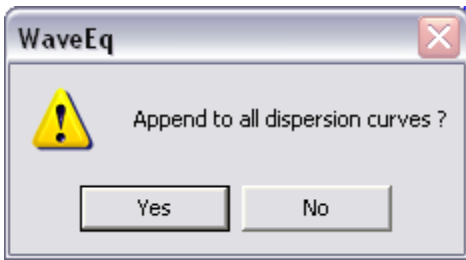 WaveEq
Append to all dispersion curves ?
Yes
No